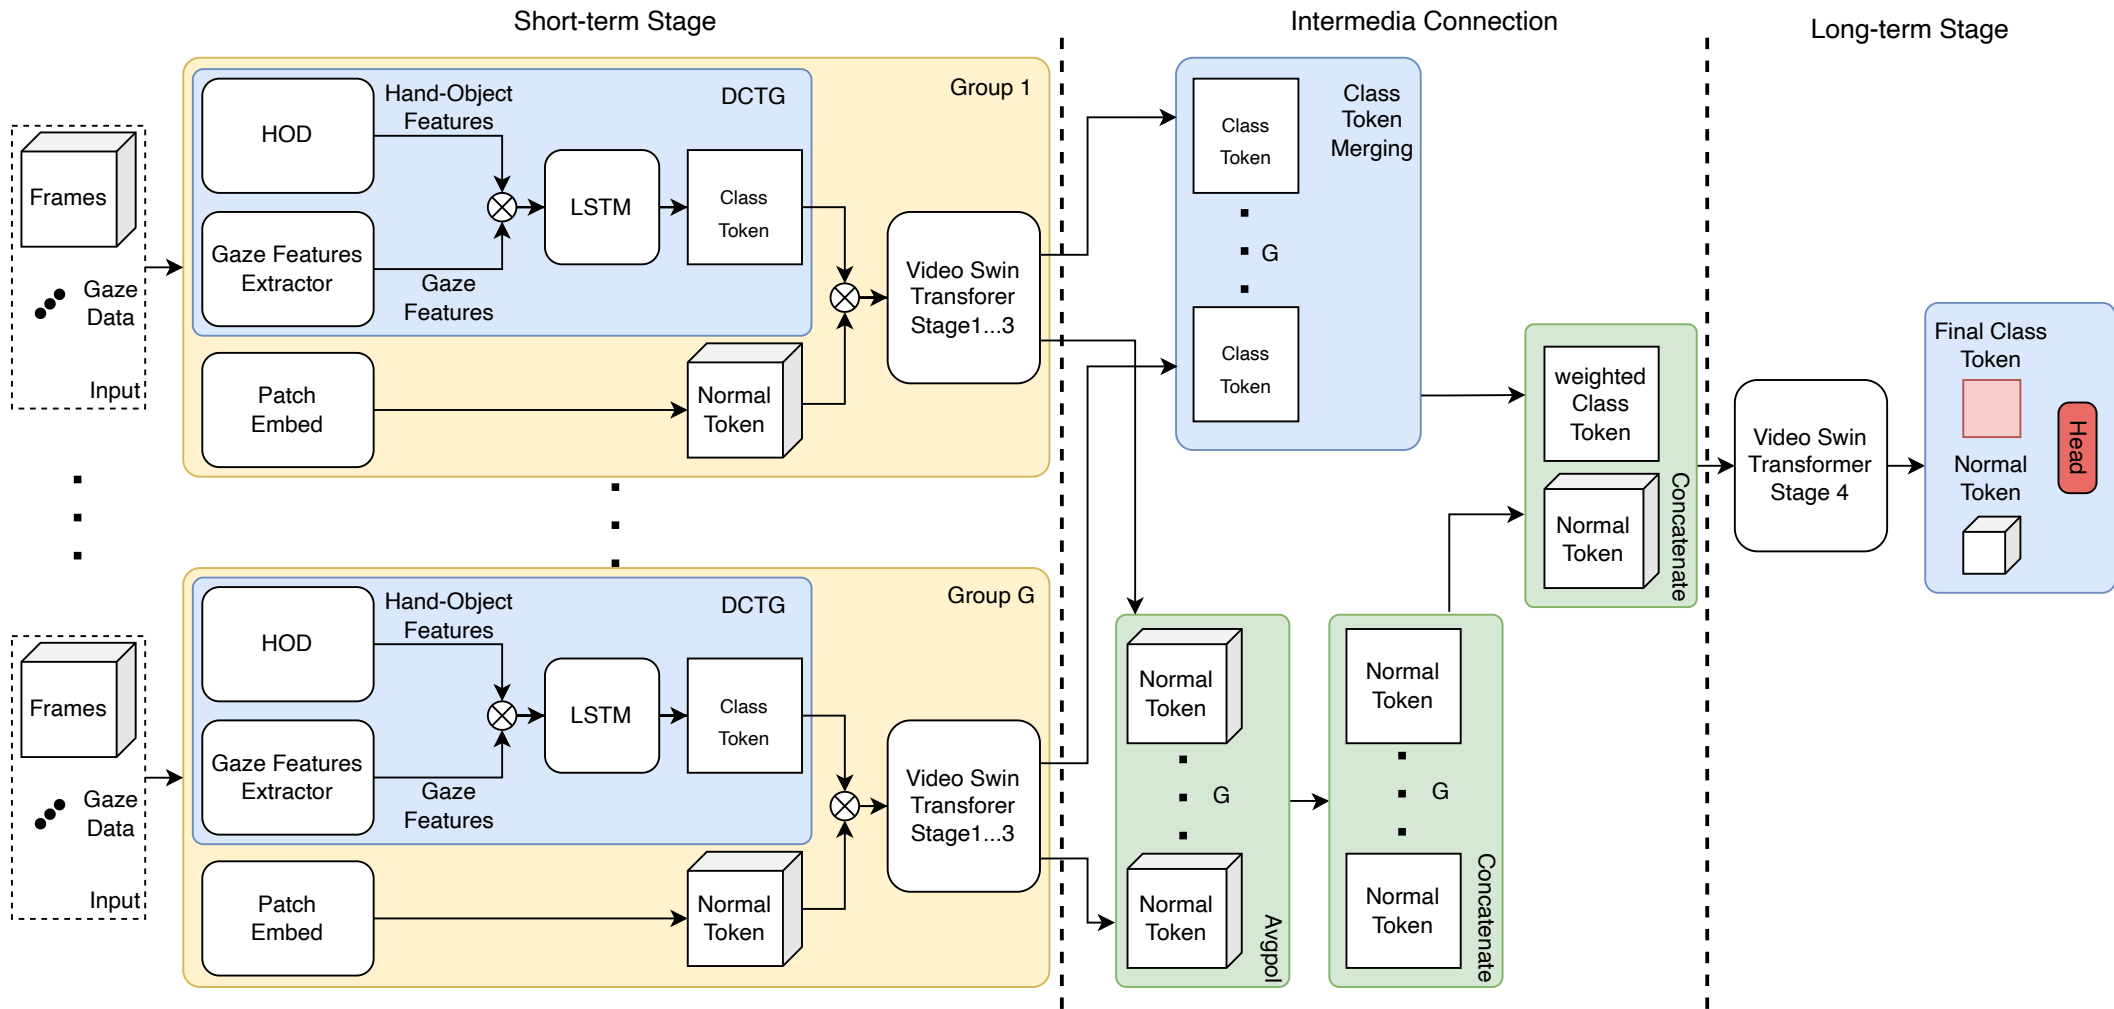 Short-term Stage
Intermedia Connection
Long-term Stage
Frames
Gaze
Data
Input
HOD
Hand-Object
Features
DCTG
Group 1
Gaze Features
Extractor
Gaze
Features
LSTM
Class
Token
Patch
Embed
Normal
Token
Video Swin
Transforer
Stage1...3
Frames
Gaze
Data
Input
HOD
Hand-Object
Features
DCTG
Group G
Gaze Features
Extractor
Gaze
Features
LSTM
Class
Token
Patch
Embed
Normal
Token
Video Swin
Transforer
Stage1...3
Class
Token
G
Class
Token
Class
Token
Merging
Normal
Token
G
Normal
Token
Avgpol
Normal
Token
G
Normal
Token
Concatenate
weighted
Class
Token
Normal
Token
Concatenate
Video Swin
Transformer
Stage 4
Final Class
Token
Normal
Token
Head